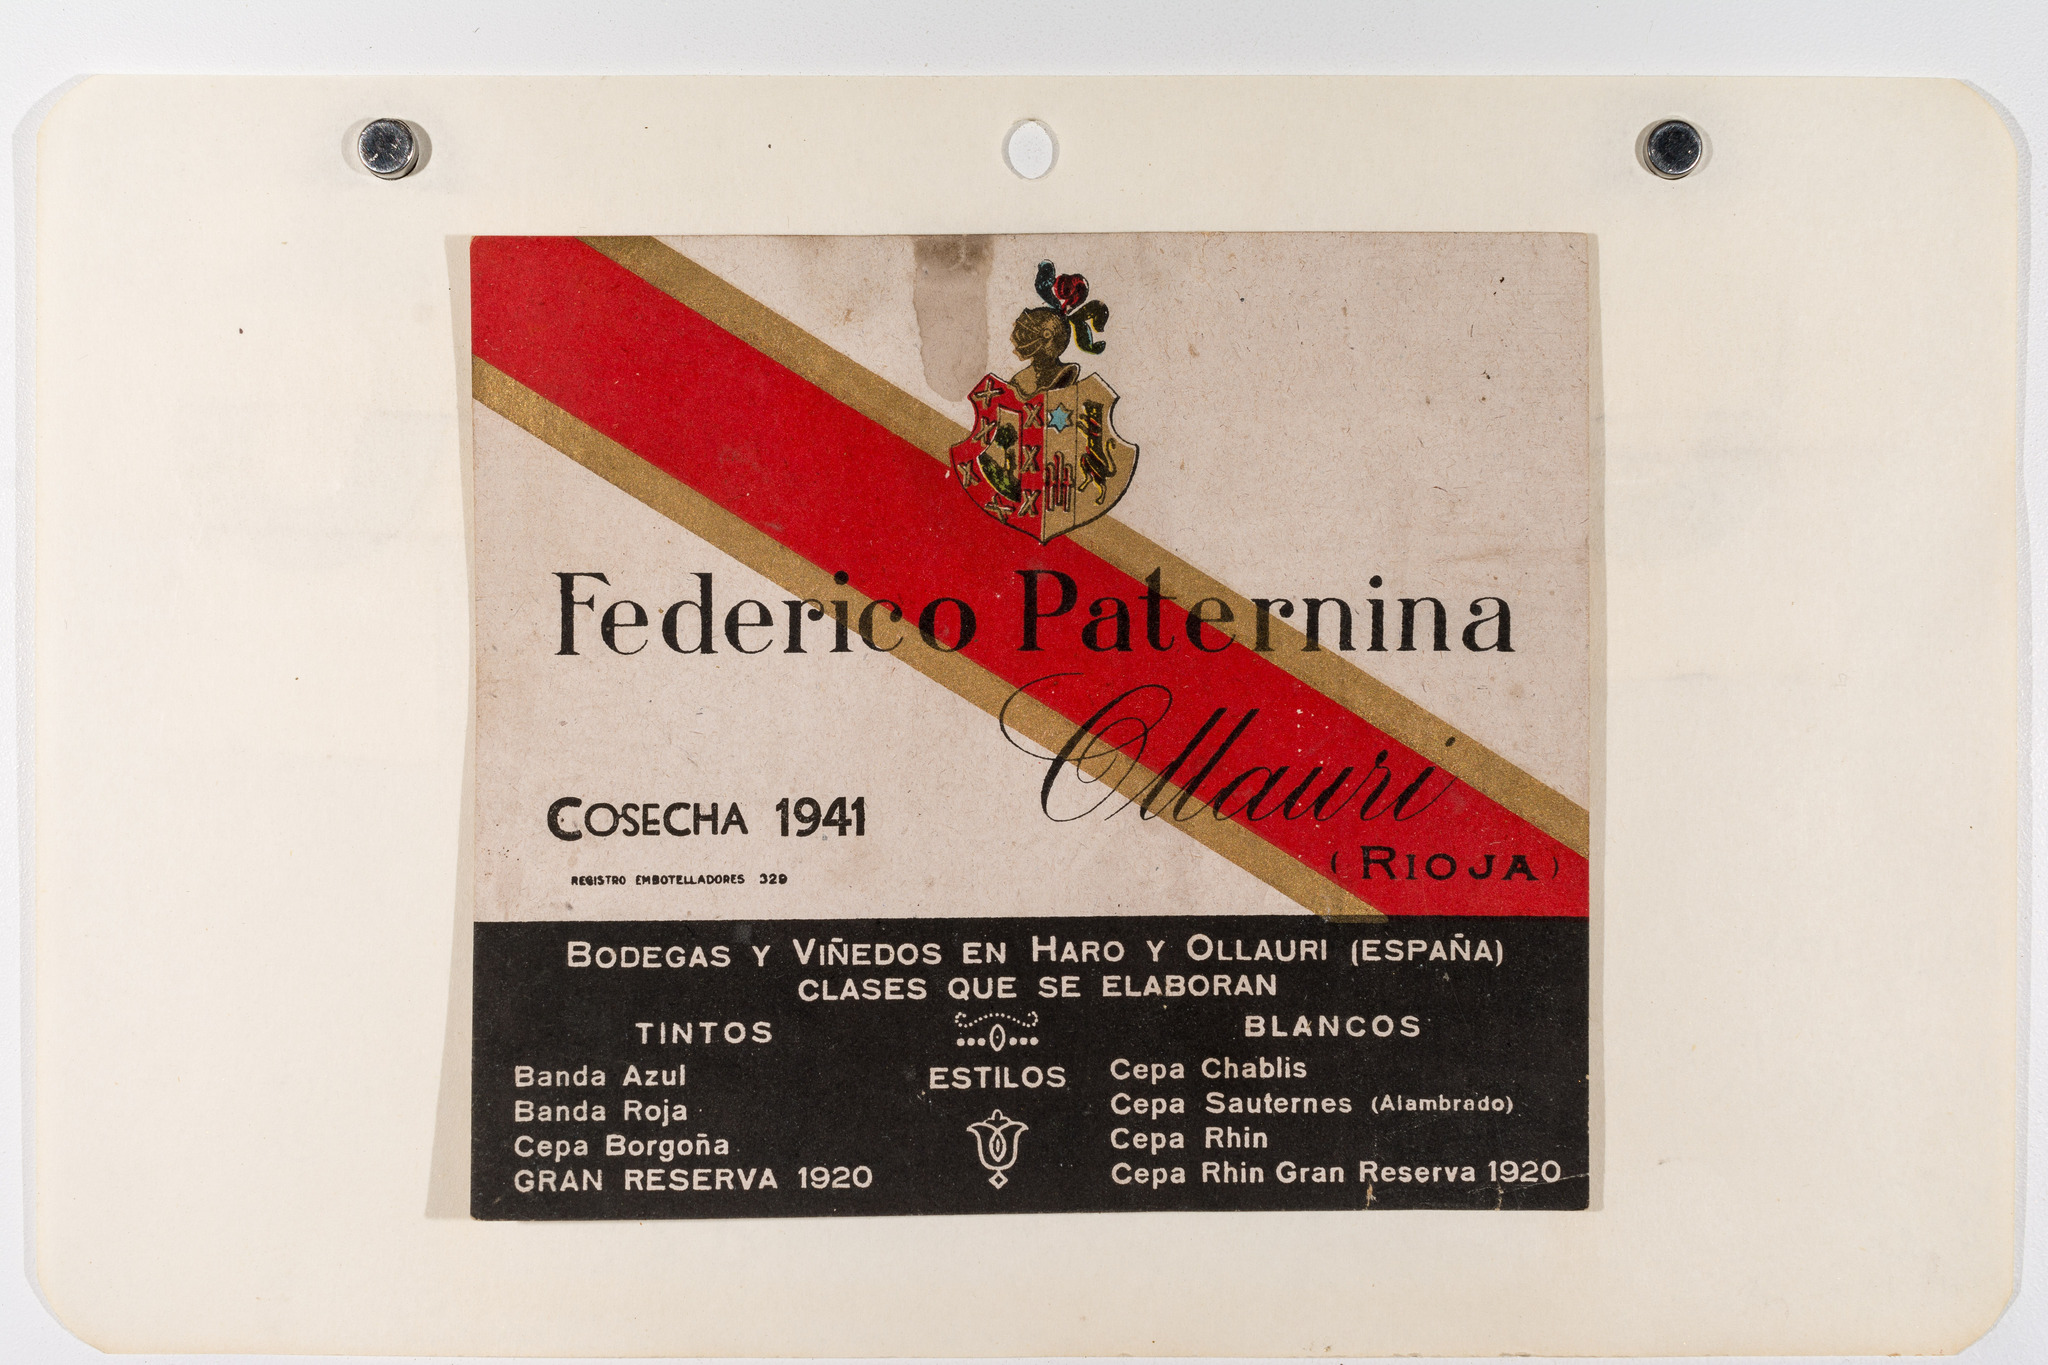 Federico Paternina
Ollauri
(RIOJA)
COSECHA 1941
REGISTRO EMBOTELLADORES 329
BODEGAS Y VIÑEDOS EN HARO Y OLLAURI (ESPAÑA)
CLASES QUE SE ELABORAN
TINTOS
Banda Azul
Banda Roja
Cepa Borgoña
GRAN RESERVA 1920
ESTILOS
BLANCOS
Cepa Chablis
Cepa Sauternes (Alambrado)
Cepa Rhin
Cepa Rhin Gran Reserva 1920